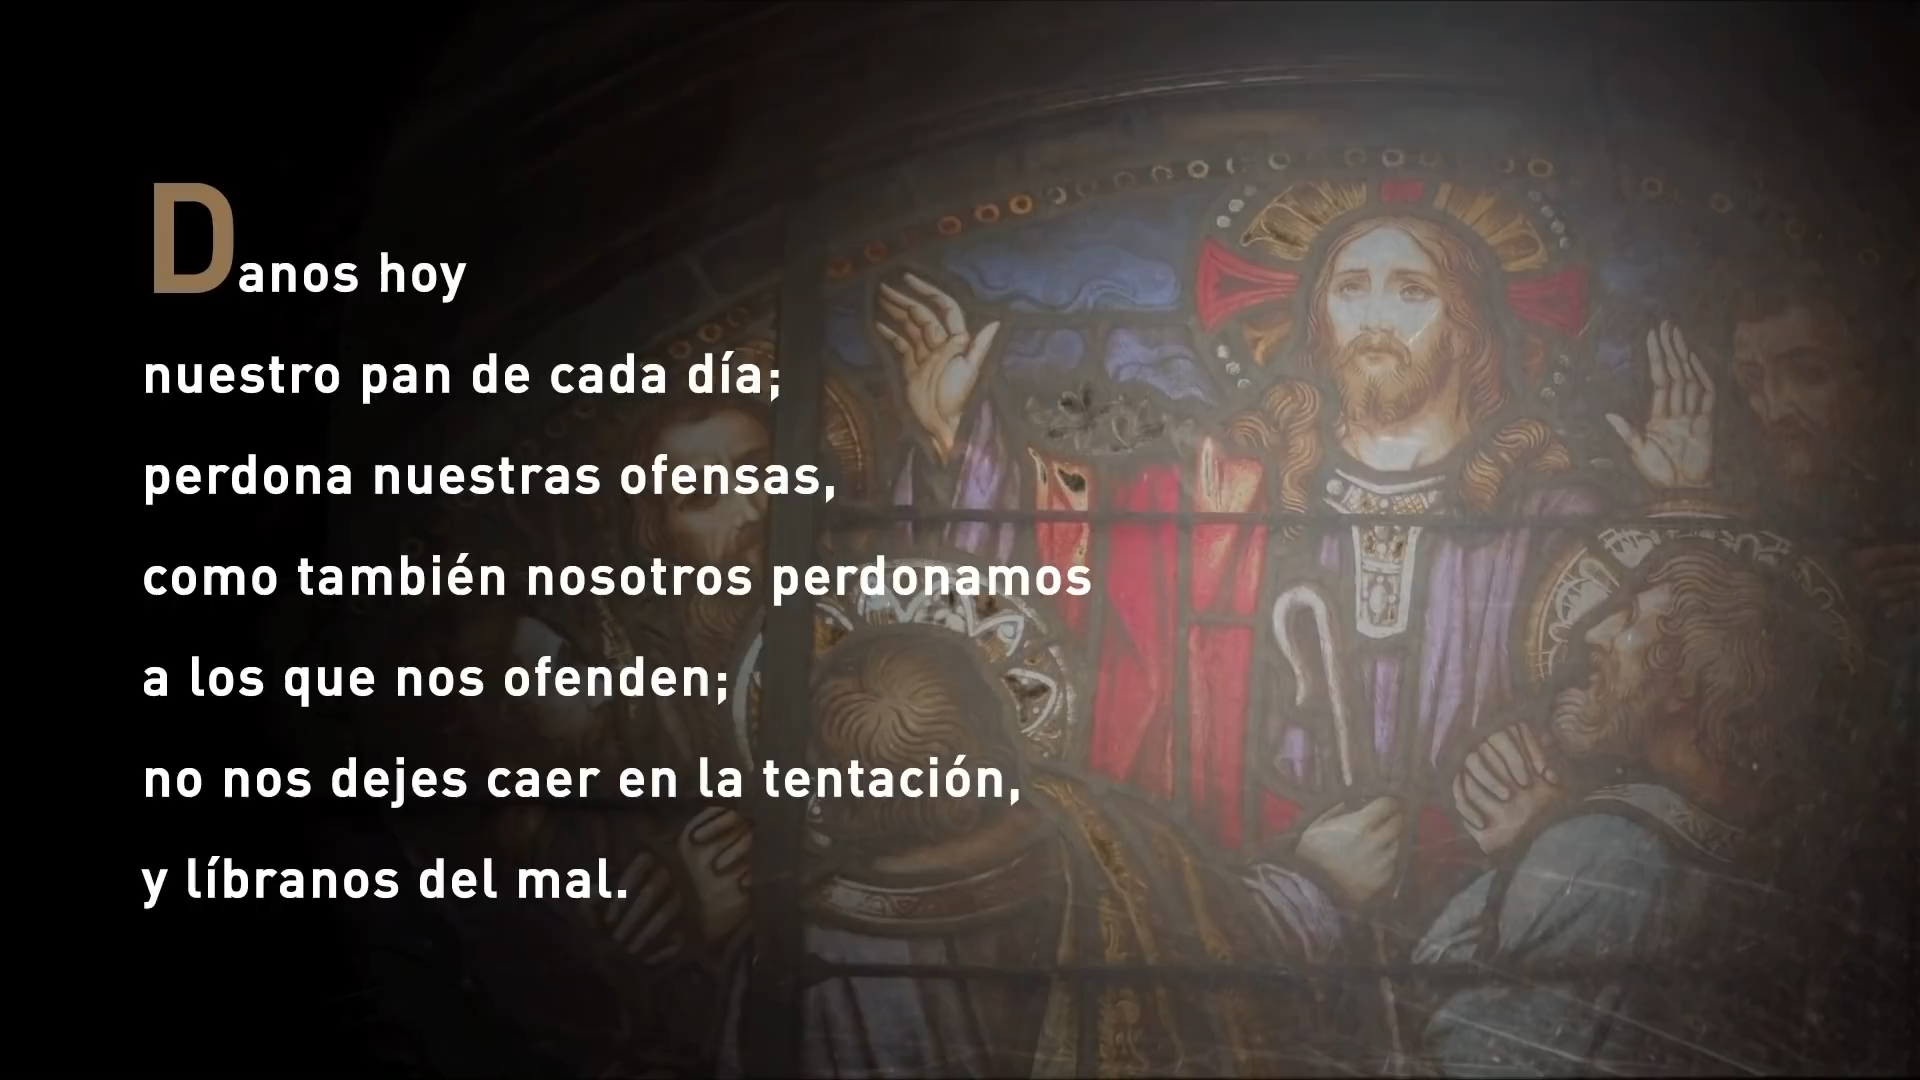 Danos hoy
nuestro pan de cada día;
perdona nuestras ofensas,
como también nosotros perdonamos
a los que nos ofenden;
no nos dejes caer en la tentación,
y líbranos del mal.